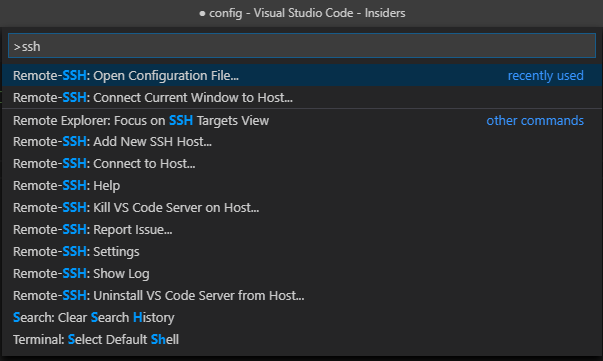 ● config - Visual Studio Code - Insiders
>ssh
Remote-SSH: Open Configuration File... recently used
Remote-SSH: Connect Current Window to Host...
Remote Explorer: Focus on SSH Targets View other commands
Remote-SSH: Add New SSH Host...
Remote-SSH: Connect to Host...
Remote-SSH: Help
Remote-SSH: Kill VS Code Server on Host...
Remote-SSH: Report Issue...
Remote-SSH: Settings
Remote-SSH: Show Log
Remote-SSH: Uninstall VS Code Server from Host...
Search: Clear Search History
Terminal: Select Default Shell